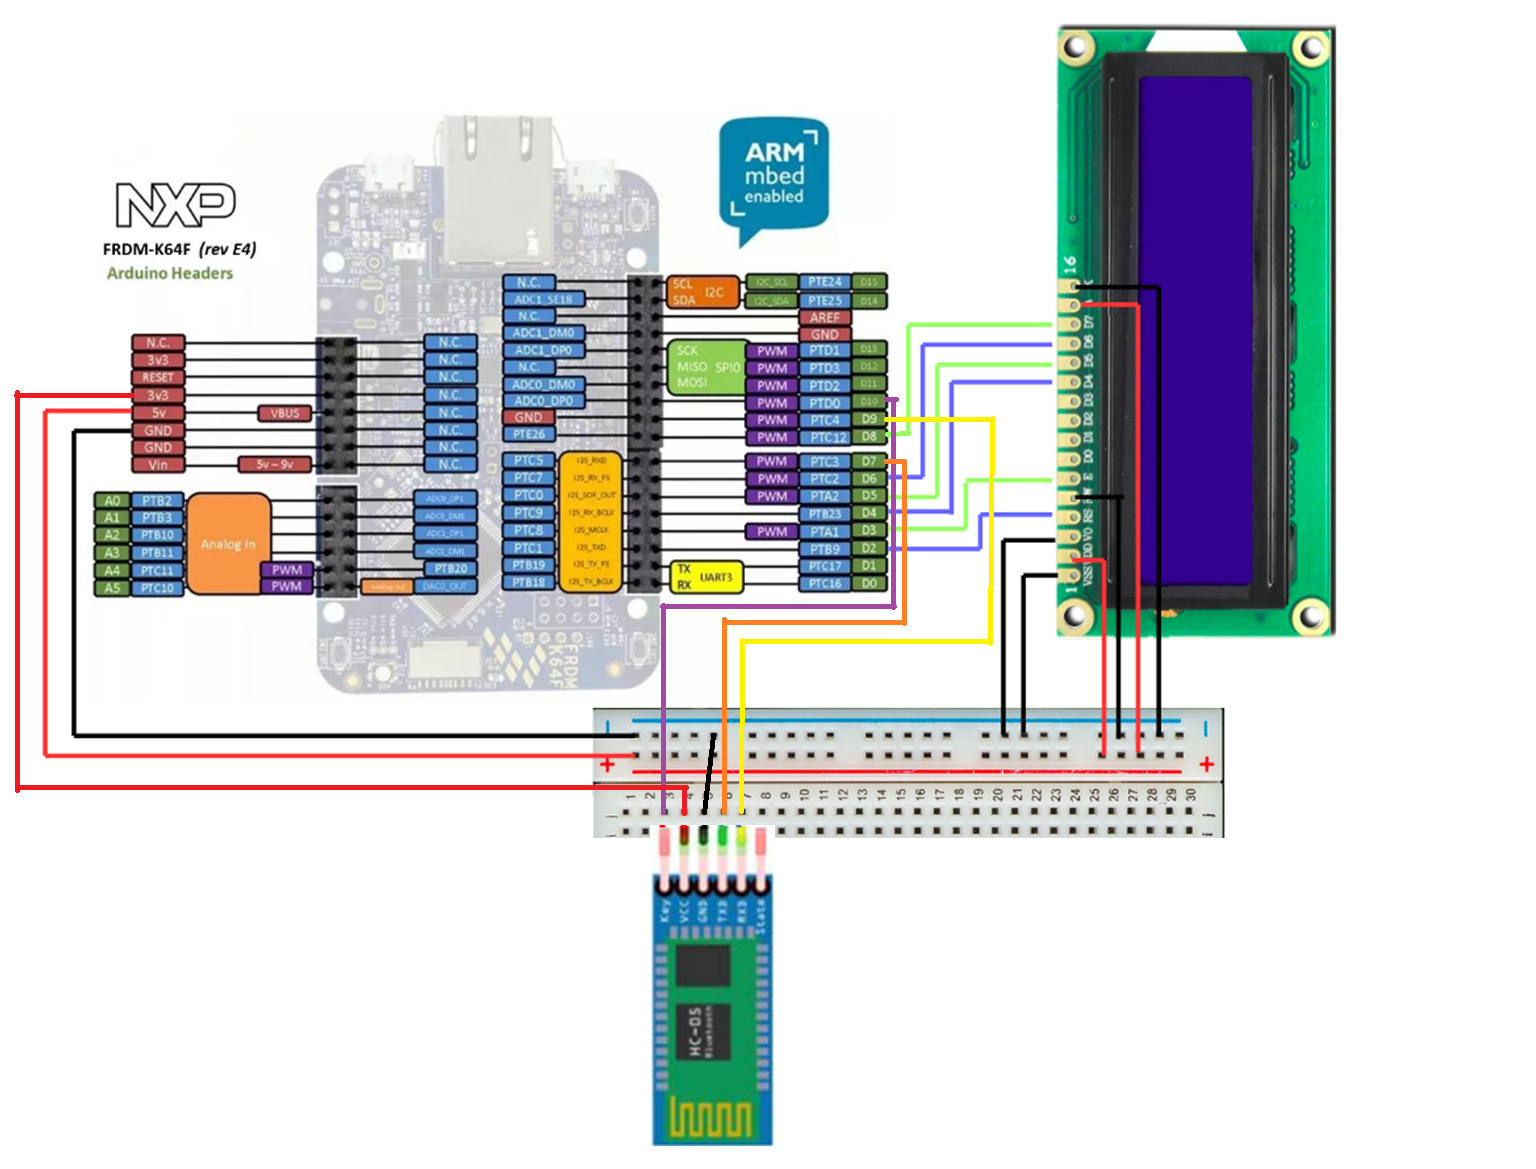 NXP
FRDM-K64F (rev E4)
Arduino Headers
ARM
mbed
enabled
N.C.
3v3
RESET
3v3
5v
VBUS
GND
GND
Vin
5v – 9v
N.C.
N.C.
N.C.
N.C.
N.C.
N.C.
N.C.
N.C.
A0 PTB2
A1 PTB3
A2 PTB10
A3 PTB11
A4 PTC11
A5 PTC10
Analog In
PWM
PWM
ADC0_DP1
ADC0_DM1
ADC1_DP1
ADC1_DM1
PTB20
Analog Out DAC0_OUT
N.C.
ADC1_SE18
N.C.
ADC1_DM0
ADC1_DP0
N.C.
ADC0_DM0
ADC0_DP0
GND
PTE26
SCL
SDA
I2C
I2C_SCL PTE24 D15
I2C_SDA PTE25 D14
AREF
GND
SCK
MISO SPI0
MOSI
PWM PTD1 D13
PWM PTD3 D12
PWM PTD2 D11
PWM PTD0 D10
PWM PTC4 D9
PWM PTC12 D8
PTC5 I2S_RXD
PTC7 I2S_RX_FS
PTC0 I2S_SOF_OUT
PTC9 I2S_RX_BCLK
PTC8 I2S_MCLK
PTC1 I2S_TXD
PTB19 I2S_TX_FS
PTB18 I2S_TX_BCLK
PWM PTC3 D7
PWM PTC2 D6
PWM PTA2 D5
PTB23 D4
PWM PTA1 D3
PTB9 D2
PTC17 D1
PTC16 D0
TX
RX
UART3
FRDM
K64F
16
K
A
D7
D6
D5
D4
D3
D2
D1
D0
E
RW
RS
VO
VDD
VSS
1
+
+
1 2 3 4 5 6 7 8 9 10 11 12 13 14 15 16 17 18 19 20 21 22 23 24 25 26 27 28 29 30
Key
VCC
GND
TXD
RXD
State
HC-05
Bluetooth